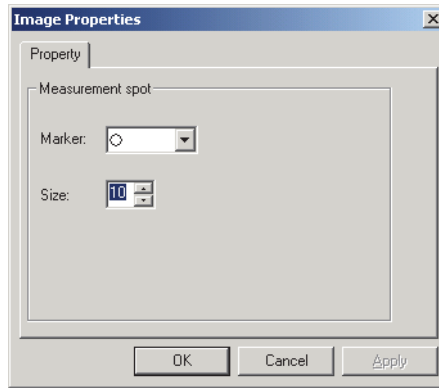 Image Properties
Property
Measurement spot
Marker:
Size: 10
OK Cancel Apply